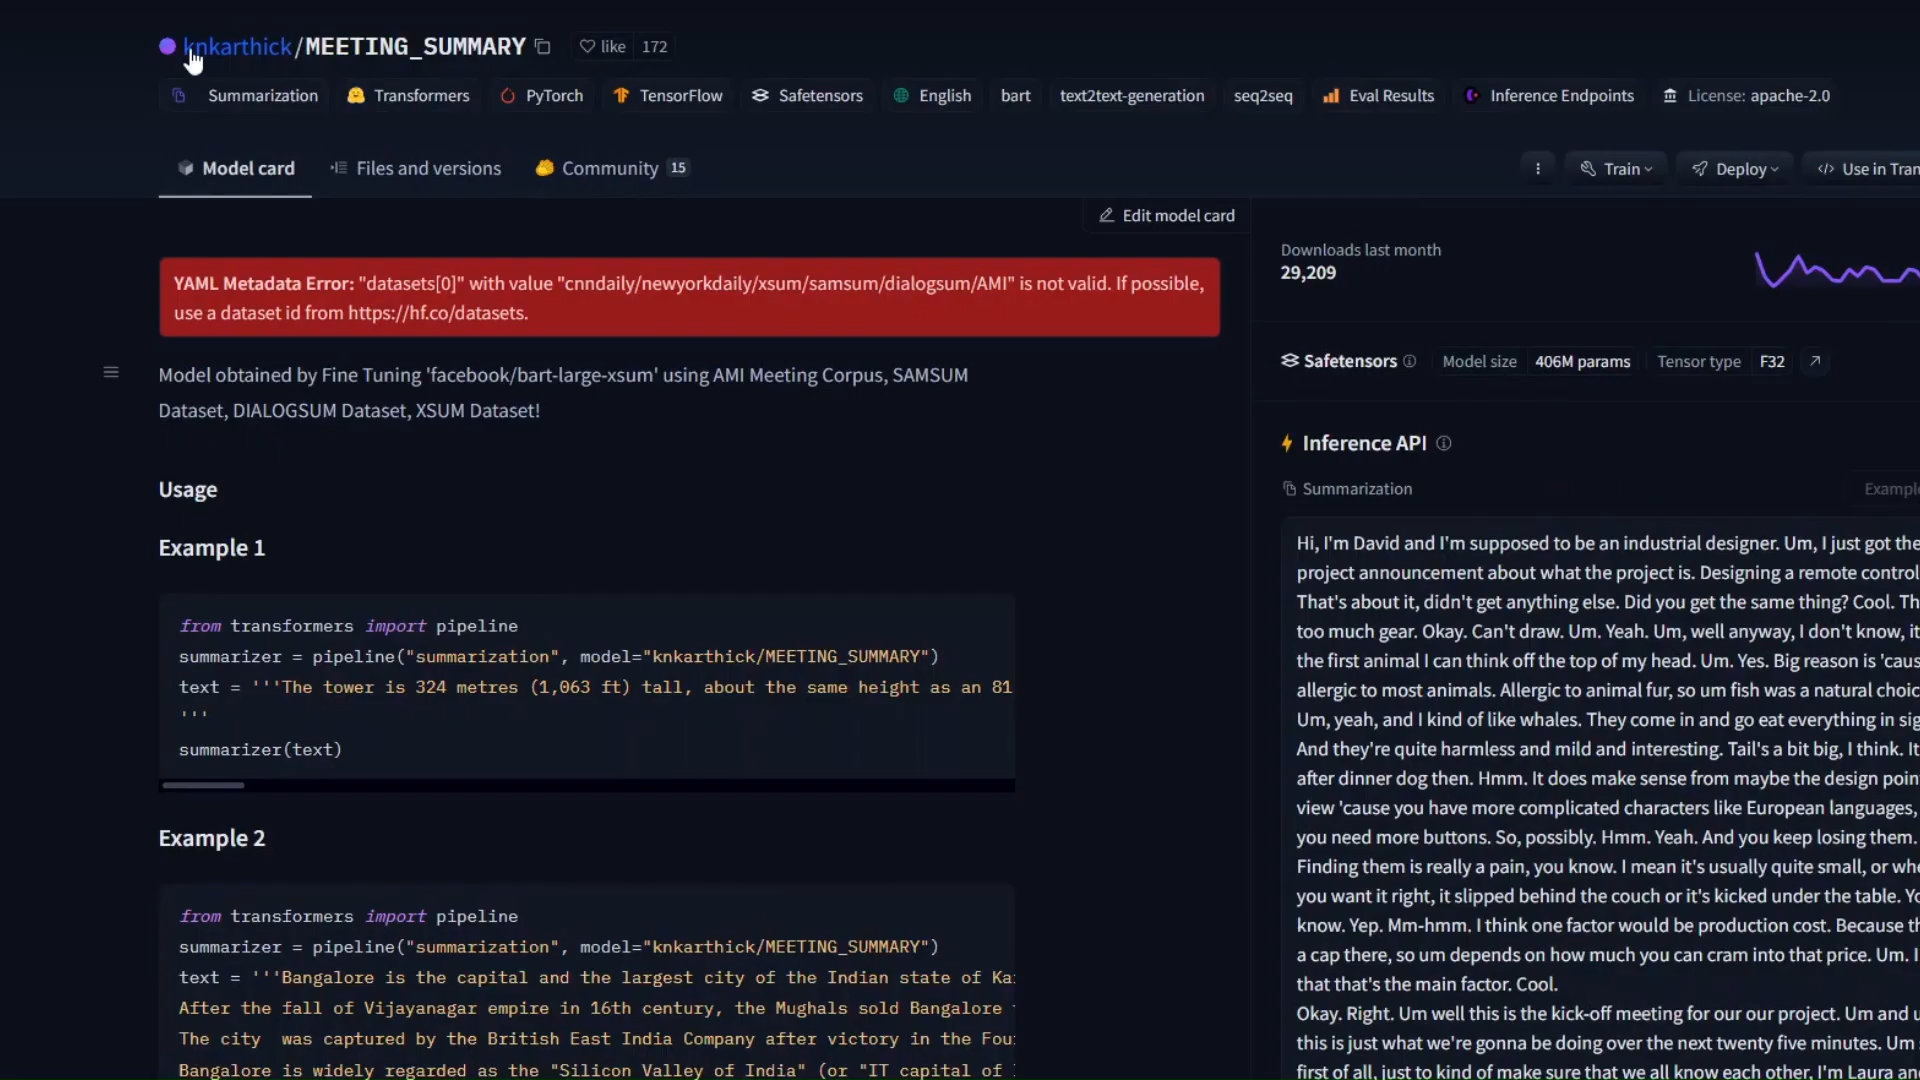 knkarthick/MEETING_SUMMARY like 172
Summarization Transformers PyTorch TensorFlow Safetensors English bart text2text-generation seq2seq Eval Results Inference Endpoints License: apache-2.0
Model card Files and versions Community 15 Train Deploy Use in
Edit model card
YAML Metadata Error: "datasets[0]" with value "cnndaily/newyorkdaily/xsum/samsum/dialogsum/AMI" is not valid. If possible,
use a dataset id from https://hf.co/datasets.
Model obtained by Fine Tuning 'facebook/bart-large-xsum' using AMI Meeting Corpus, SAMSUM
Dataset, DIALOGSUM Dataset, XSUM Dataset!
Usage
Example 1
from transformers import pipeline
summarizer = pipeline("summarization", model="knkarthick/MEETING_SUMMARY")
text = '''The tower is 324 metres (1,063 ft) tall, about the same height as an 81
'''
summarizer(text)
Example 2
from transformers import pipeline
summarizer = pipeline("summarization", model="knkarthick/MEETING_SUMMARY")
text = '''Bangalore is the capital and the largest city of the Indian state of
After the fall of Vijayanagar empire in 16th century, the Mughals sold Bangalore
The city  was captured by the British East India Company after victory in the
Bangalore is widely regarded as the "Silicon Valley of India" (or "IT capital of
Downloads last month
29,209
Safetensors Model size 406M params Tensor type F32
Inference API
Summarization
Hi, I'm David and I'm supposed to be an industrial designer. Um, I just got the
project announcement about what the project is. Designing a remote control
That's about it, didn't get anything else. Did you get the same thing? Cool.
too much gear. Okay. Can't draw. Um. Yeah. Um, well anyway, I don't know,
the first animal I can think off the top of my head. Um. Yes. Big reason is
allergic to most animals. Allergic to animal fur, so um fish was a natural
Um, yeah, and I kind of like whales. They come in and go eat everything in
And they're quite harmless and mild and interesting. Tail's a bit big, I think.
after dinner dog then. Hmm. It does make sense from maybe the design
view 'cause you have more complicated characters like European languages,
you need more buttons. So, possibly. Hmm. Yeah. And you keep losing them.
Finding them is really a pain, you know. I mean it's usually quite small, or
you want it right, it slipped behind the couch or it's kicked under the table.
know. Yep. Mm-hmm. I think one factor would be production cost. Because
a cap there, so um depends on how much you can cram into that price. Um.
that that's the main factor. Cool.
Okay. Right. Um well this is the kick-off meeting for our our project. Um and
this is just what we're gonna be doing over the next twenty five minutes. Um
first of all, just to kind of make sure that we all know each other, I'm Laura